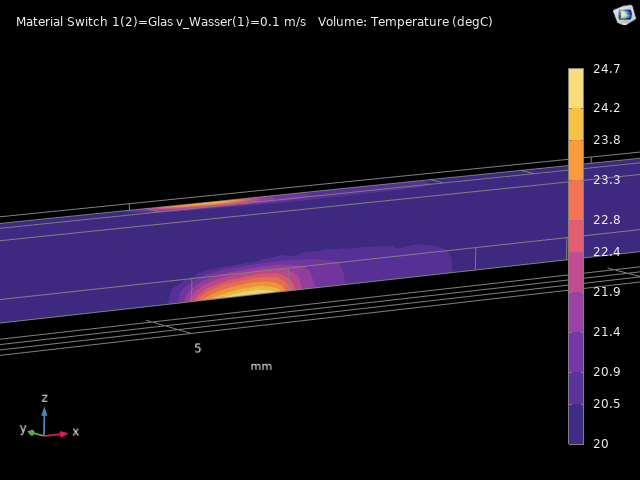 Material Switch 1(2)=Glas v_Wasser(1)=0.1 m/s   Volume: Temperature (degC)
24.7
24.2
23.8
23.3
22.8
22.4
21.9
21.4
20.9
20.5
20
5
mm
z
y
x